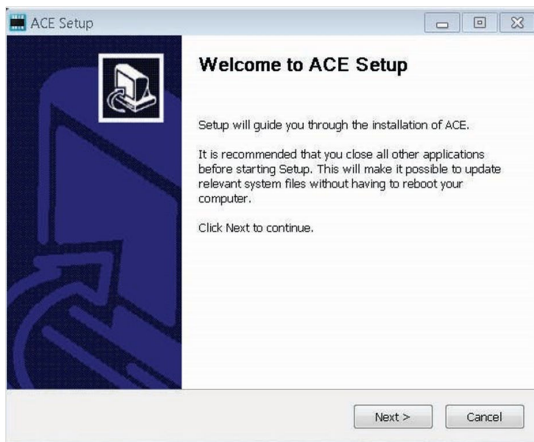 ACE Setup
Welcome to ACE Setup
Setup will guide you through the installation of ACE.
It is recommended that you close all other applications
before starting Setup. This will make it possible to update
relevant system files without having to reboot your
computer.
Click Next to continue.
Next >
Cancel